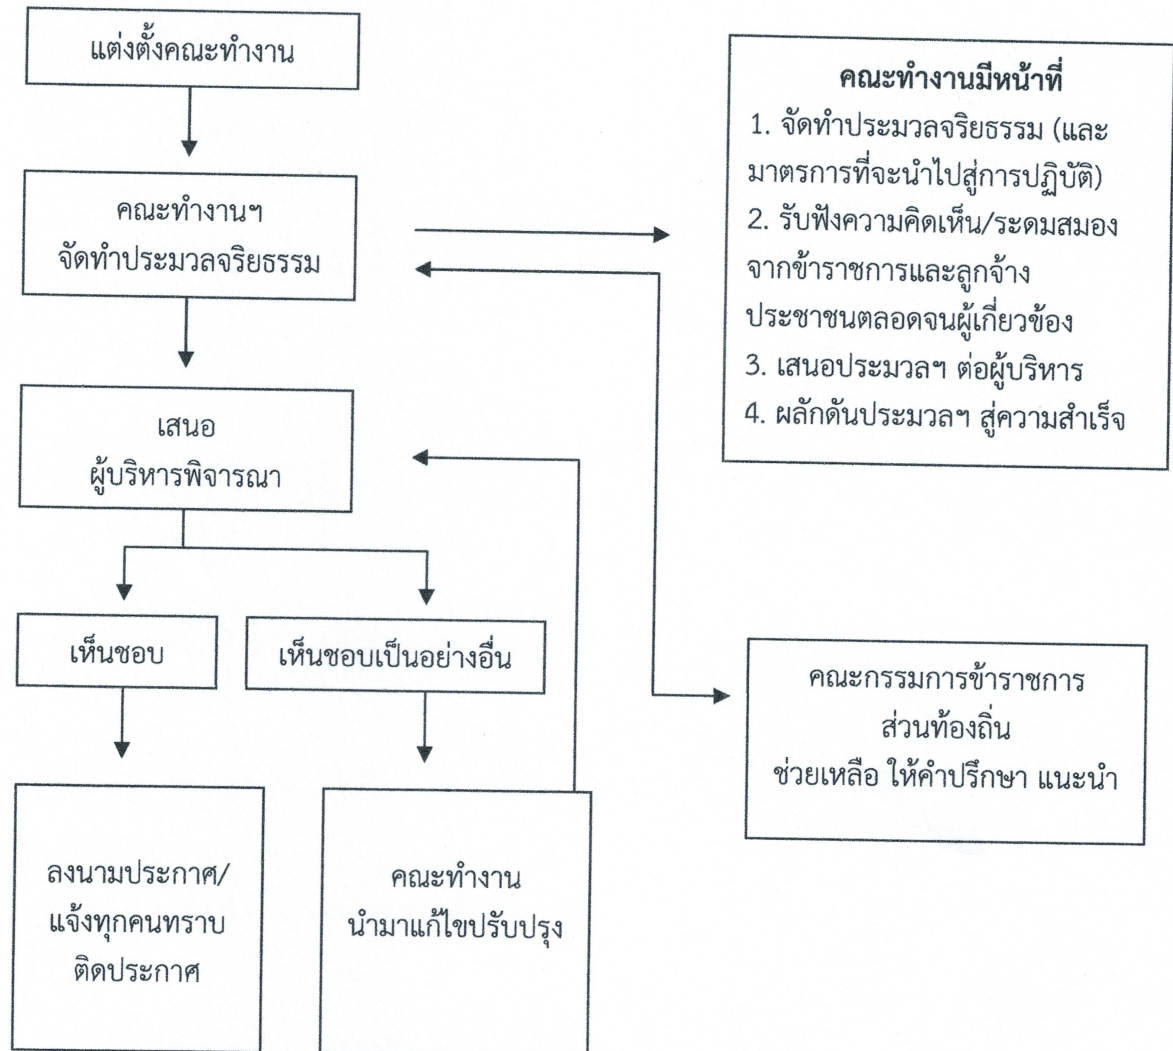 แต่งตั้งคณะทำงาน
คณะทำงานฯ
จัดทำประมวลจริยธรรม
เสนอ
ผู้บริหารพิจารณา
เห็นชอบ
เห็นชอบเป็นอย่างอื่น
ลงนามประกาศ/
แจ้งทุกคนทราบ
ติดประกาศ
คณะทำงาน
นำมาแก้ไขปรับปรุง
คณะทำงานมีหน้าที่
1. จัดทำประมวลจริยธรรม (และ
มาตรการที่จะนำไปสู่การปฏิบัติ)
2. รับฟังความคิดเห็น/ระดมสมอง
จากข้าราชการและลูกจ้าง
ประชาชนตลอดจนผู้เกี่ยวข้อง
3. เสนอประมวลฯ ต่อผู้บริหาร
4. ผลักดันประมวลฯ สู่ความสำเร็จ
คณะกรรมการข้าราชการ
ส่วนท้องถิ่น
ช่วยเหลือ ให้คำปรึกษา แนะนำ